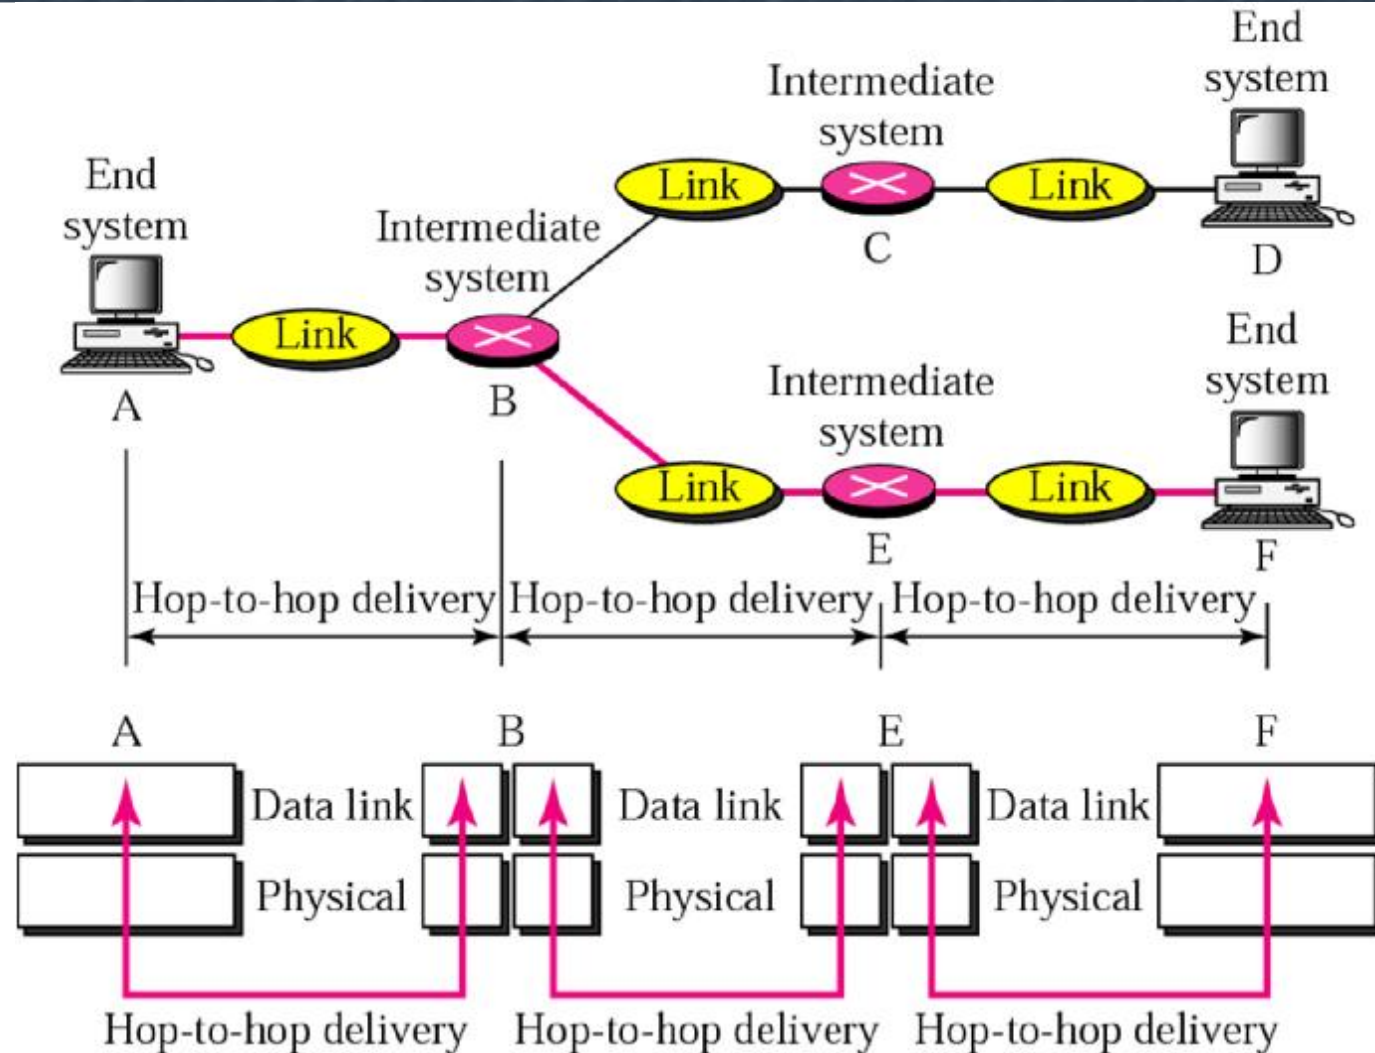 End
system
Intermediate
system
End
system
Link
Link
C
D
Intermediate
system
Link
A
B
End
system
Intermediate
system
Link
Link
E
F
Hop-to-hop delivery
Hop-to-hop delivery
Hop-to-hop delivery
A
B
E
F
Data link
Data link
Data link
Physical
Physical
Physical
Hop-to-hop delivery
Hop-to-hop delivery
Hop-to-hop delivery